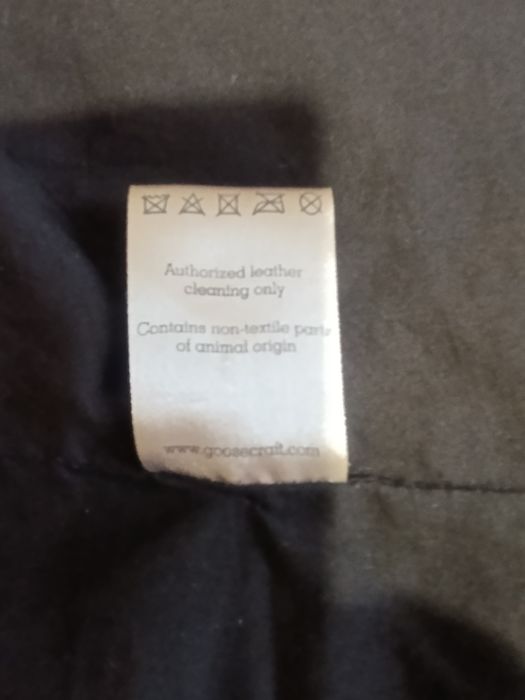 Authorized leather
cleaning only
Contains non-textile parts
of animal origin
www.goosecraft.com